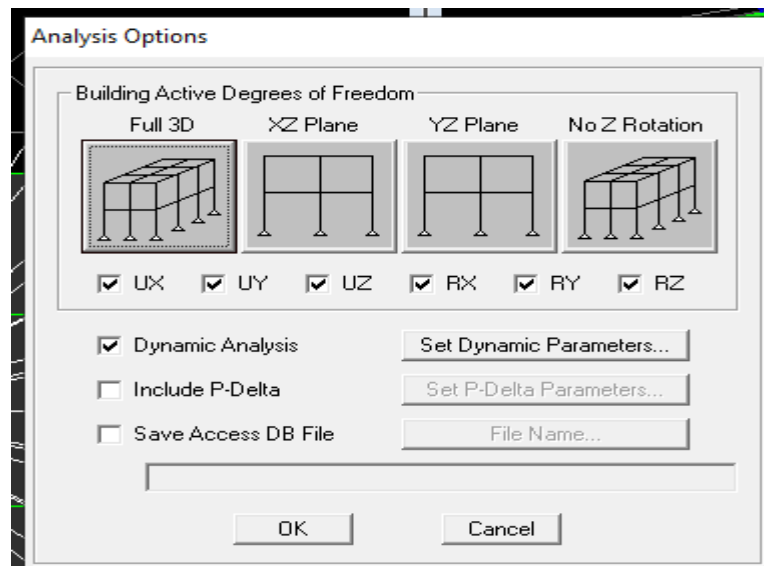 Analysis Options
Building Active Degrees of Freedom
Full 3D XZ Plane YZ Plane No Z Rotation
UX UY UZ RX RY RZ
Dynamic Analysis Set Dynamic Parameters...
Include P-Delta Set P-Delta Parameters...
Save Access DB File File Name...
OK Cancel